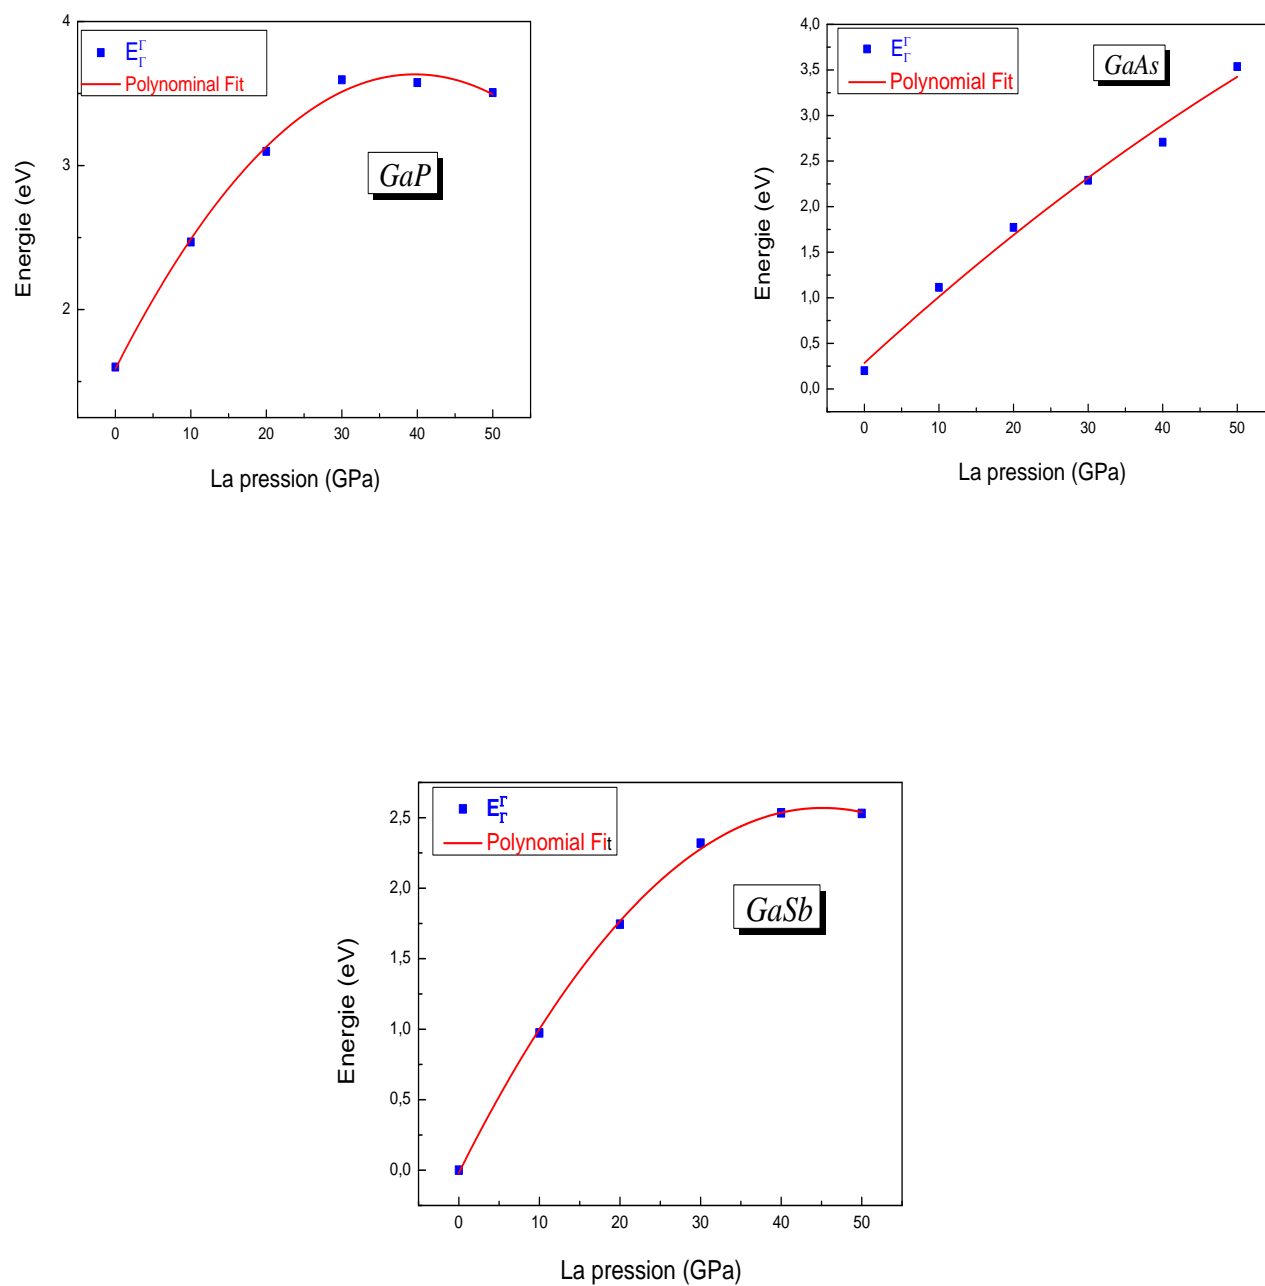 4
3
2
Energie (eV)
E Γ Γ
Polynominal Fit
GaP
0 10 20 30 40 50
La pression (GPa)
4,0
3,5
3,0
2,5
2,0
1,5
1,0
0,5
0,0
Energie (eV)
E Γ Γ
Polynomial Fit
GaAs
0 10 20 30 40 50
La pression (GPa)
2,5
2,0
1,5
1,0
0,5
0,0
Energie (eV)
E Γ Γ
Polynomial Fit
GaSb
0 10 20 30 40 50
La pression (GPa)